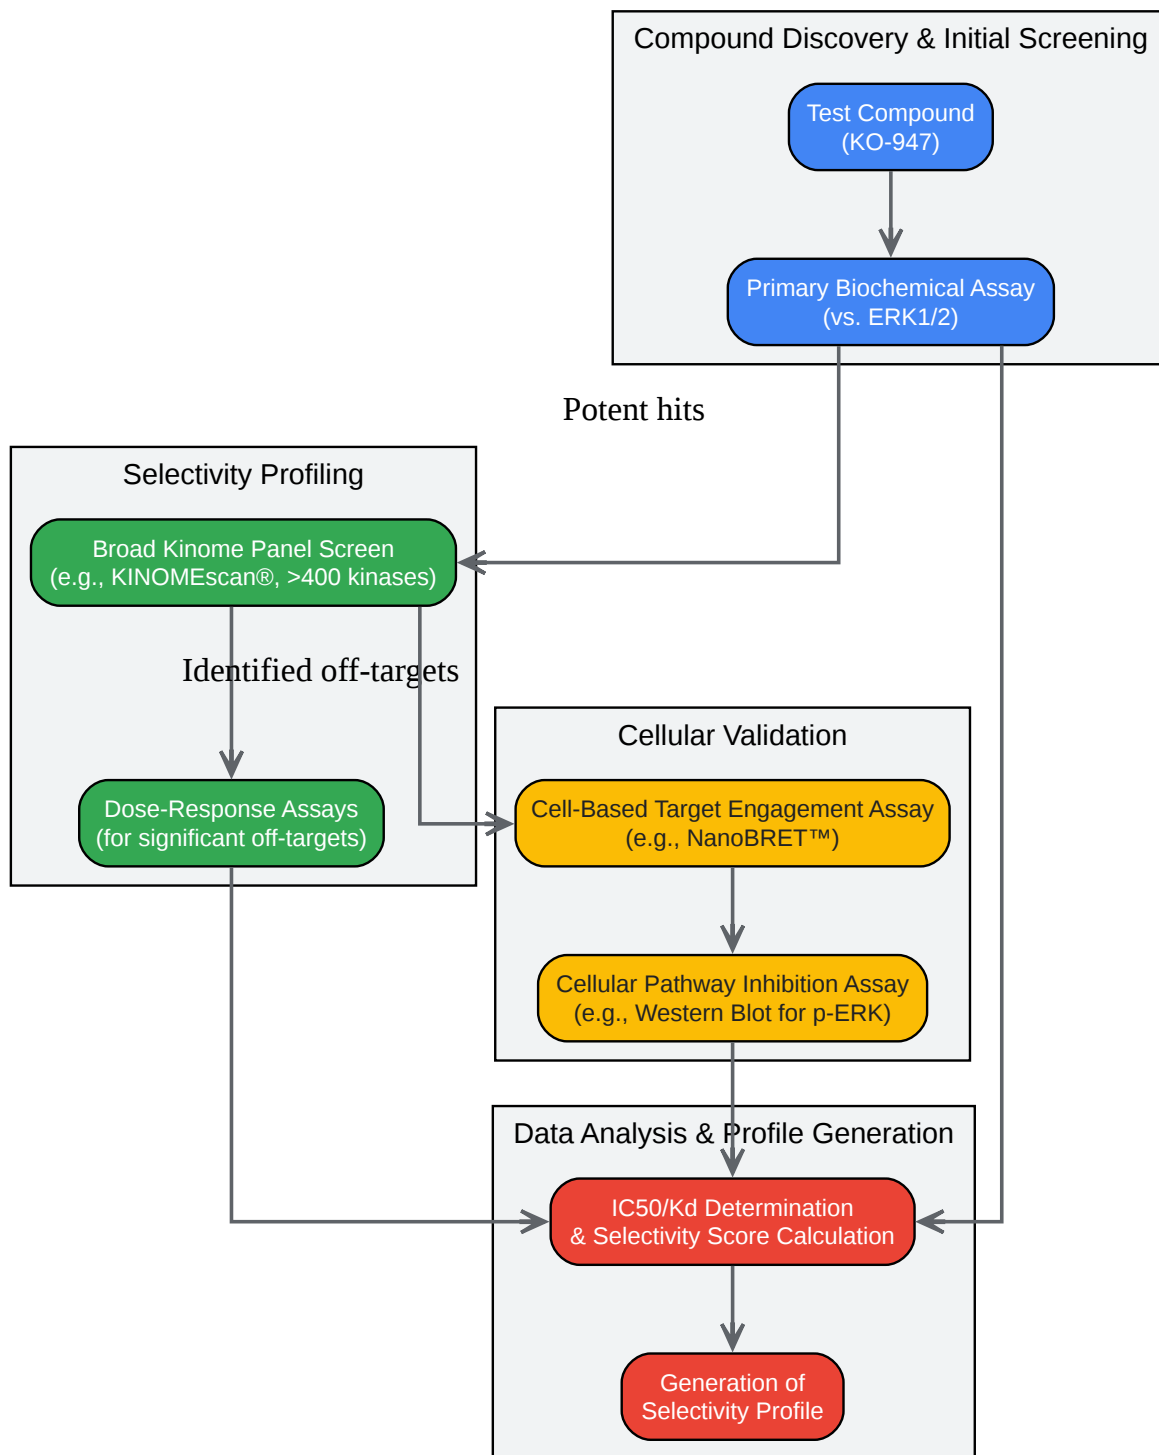 Compound Discovery & Initial Screening
Test Compound
(KO-947)
Primary Biochemical Assay
(vs. ERK1/2)
Potent hits
Selectivity Profiling
Broad Kinome Panel Screen
(e.g., KINOMEscan®, >400 kinases)
Identified off-targets
Dose-Response Assays
(for significant off-targets)
Cellular Validation
Cell-Based Target Engagement Assay
(e.g., NanoBRET™)
Cellular Pathway Inhibition Assay
(e.g., Western Blot for p-ERK)
Data Analysis & Profile Generation
IC50/Kd Determination
& Selectivity Score Calculation
Generation of
Selectivity Profile